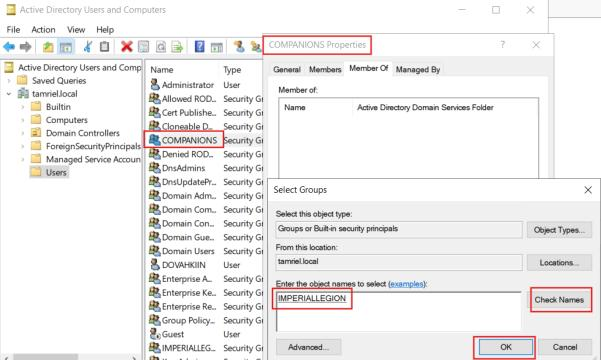 Active Directory Users and Computers
File Action View Help
Active Directory Users and Comp
Saved Queries
tamriel.local
Builtin
Computers
Domain Controllers
ForeignSecurityPrincipals
Managed Service Accoun
Users
Name Type
Administrator User
Allowed ROD... Security Gr
Cert Publishe... Security Gr
Cloneable D... Security Gr
COMPANIONS Security Gr
Denied ROD... Security Gr
DnsAdmins Security Gr
DnsUpdatePr... Security Gr
Domain Adm... Security Gr
Domain Com... Security Gr
Domain Con... Security Gr
Domain Gue... Security Gr
Domain Users Security Gr
DOVAHKIIN User
Enterprise A... Security Gr
Enterprise Ke... Security Gr
Enterprise Re... Security Gr
Group Policy... Security Gr
Guest User
IMPERIALLEG... Security Gr
COMPANIONS Properties
General Members Member Of Managed By
Member of:
Name Active Directory Domain Services Folder
Select Groups
Select this object type:
Groups or Built-in security principals
Object Types...
From this location:
tamriel.local
Locations...
Enter the object names to select (examples):
IMPERIALLEGION
Check Names
Advanced...
OK
Cancel